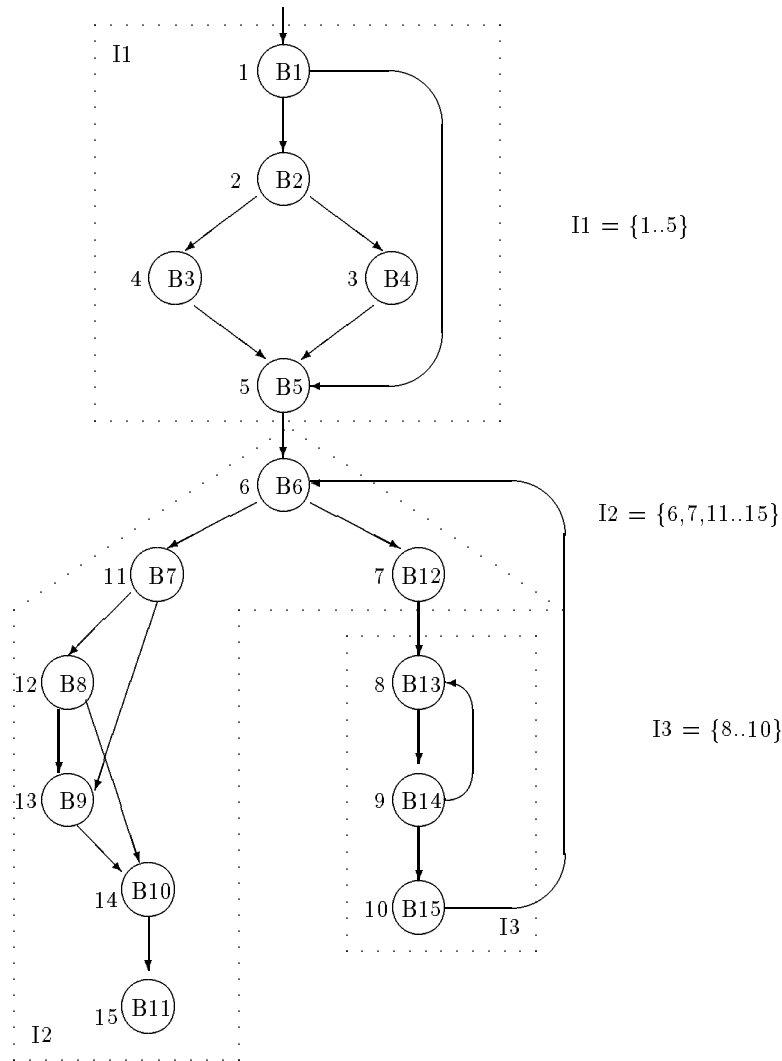 I1
1 B1
2 B2
I1 = {1..5}
4 B3
3 B4
5 B5
6 B6
I2 = {6,7,11..15}
11 B7
7 B12
12 B8
8 B13
I3 = {8..10}
13 B9
9 B14
14 B10
10 B15
I3
15 B11
I2